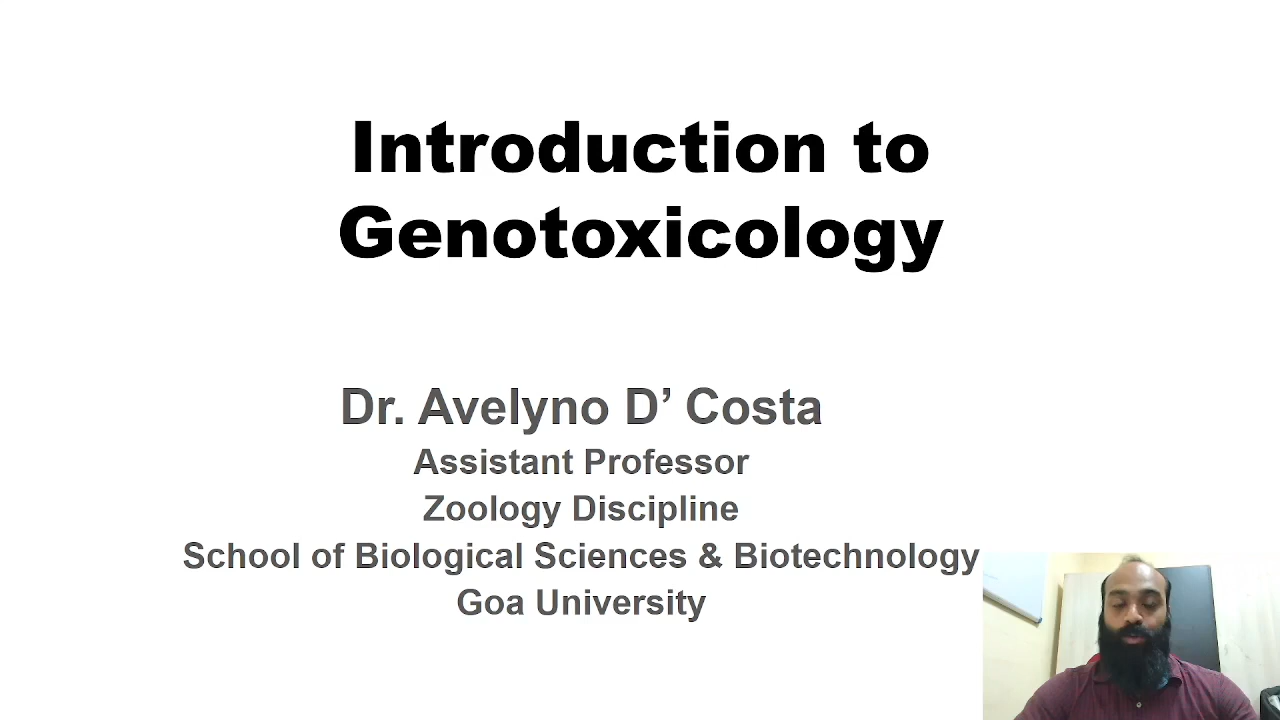 Introduction to
Genotoxicology
Dr. Avelyno D’ Costa
Assistant Professor
Zoology Discipline
School of Biological Sciences & Biotechnology
Goa University